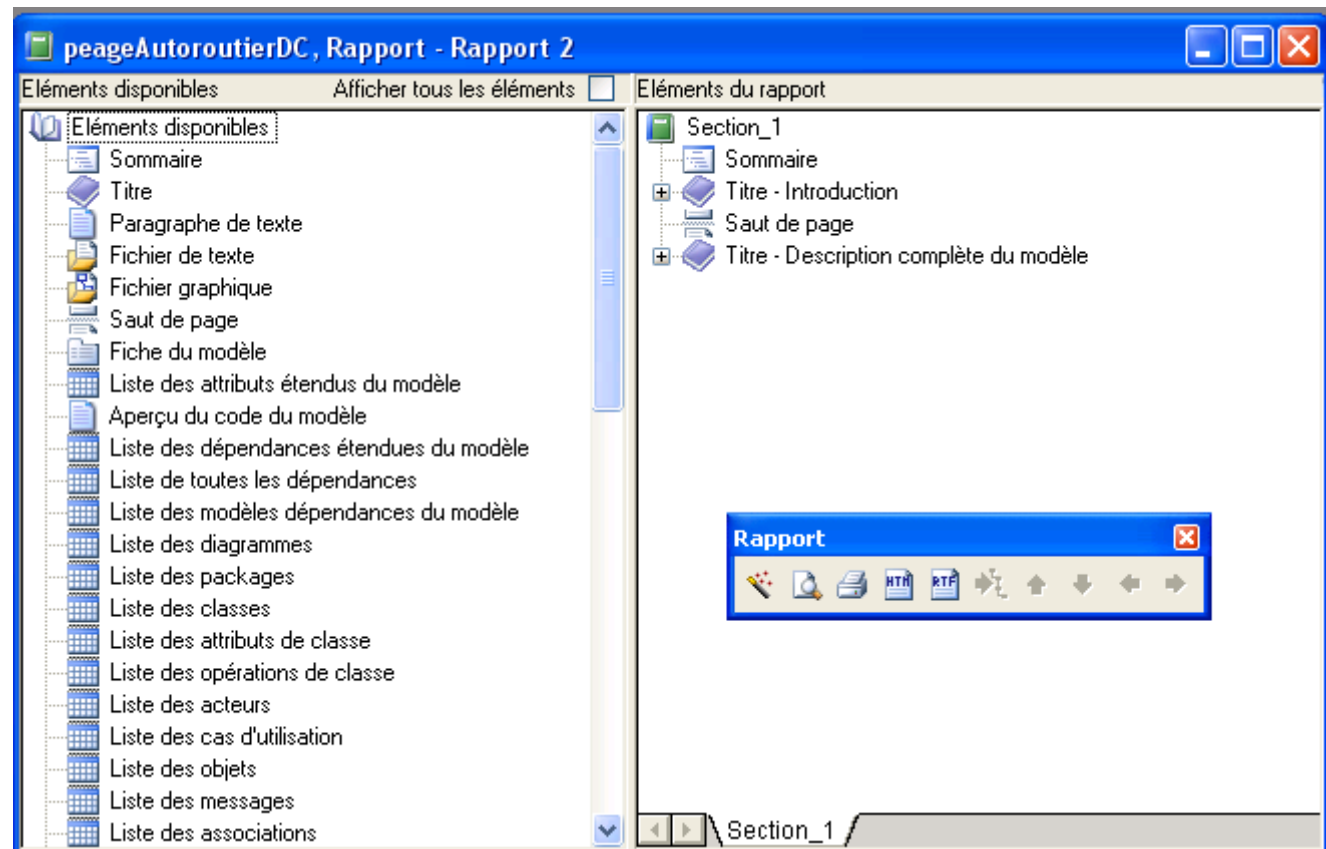 peageAutoroutierDC, Rapport - Rapport 2
Eléments disponibles Afficher tous les éléments
Eléments disponibles
Sommaire
Titre
Paragraphe de texte
Fichier de texte
Fichier graphique
Saut de page
Fiche du modèle
Liste des attributs étendus du modèle
Aperçu du code du modèle
Liste des dépendances étendues du modèle
Liste de toutes les dépendances
Liste des modèles dépendances du modèle
Liste des diagrammes
Liste des packages
Liste des classes
Liste des attributs de classe
Liste des opérations de classe
Liste des acteurs
Liste des cas d'utilisation
Liste des objets
Liste des messages
Liste des associations
Eléments du rapport
Section_1
Sommaire
Titre - Introduction
Saut de page
Titre - Description complète du modèle
Rapport
HTM RTF
Section_1